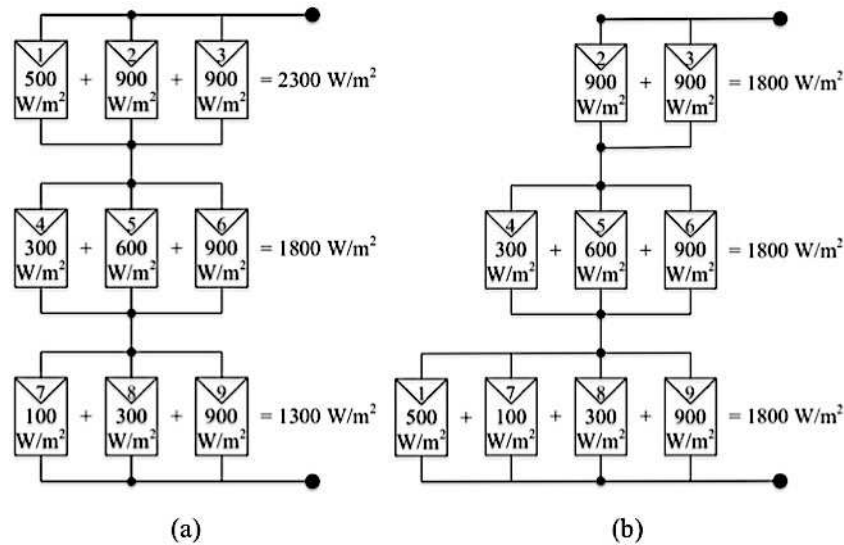 1 2 3
500 + 900 + 900 = 2300 W/m²
W/m² W/m² W/m²
4 5 6
300 + 600 + 900 = 1800 W/m²
W/m² W/m² W/m²
7 8 9
100 + 300 + 900 = 1300 W/m²
W/m² W/m² W/m²
(a)
2 3
900 + 900 = 1800 W/m²
W/m² W/m²
4 5 6
300 + 600 + 900 = 1800 W/m²
W/m² W/m² W/m²
1 7 8 9
500 + 100 + 300 + 900 = 1800 W/m²
W/m² W/m² W/m² W/m²
(b)